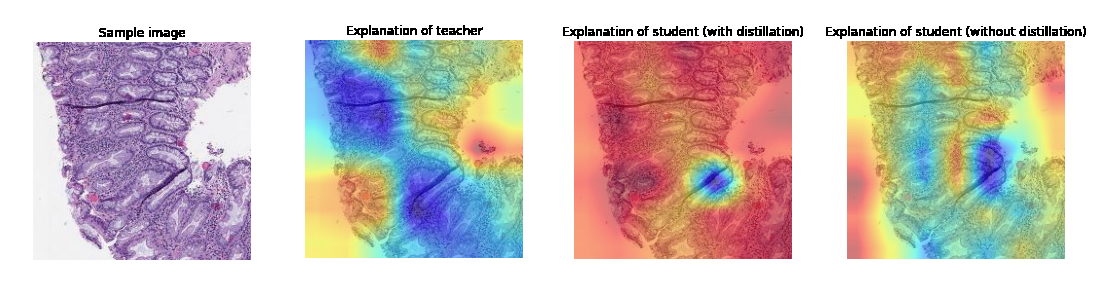 Sample image
Explanation of teacher
Explanation of student (with distillation)
Explanation of student (without distillation)